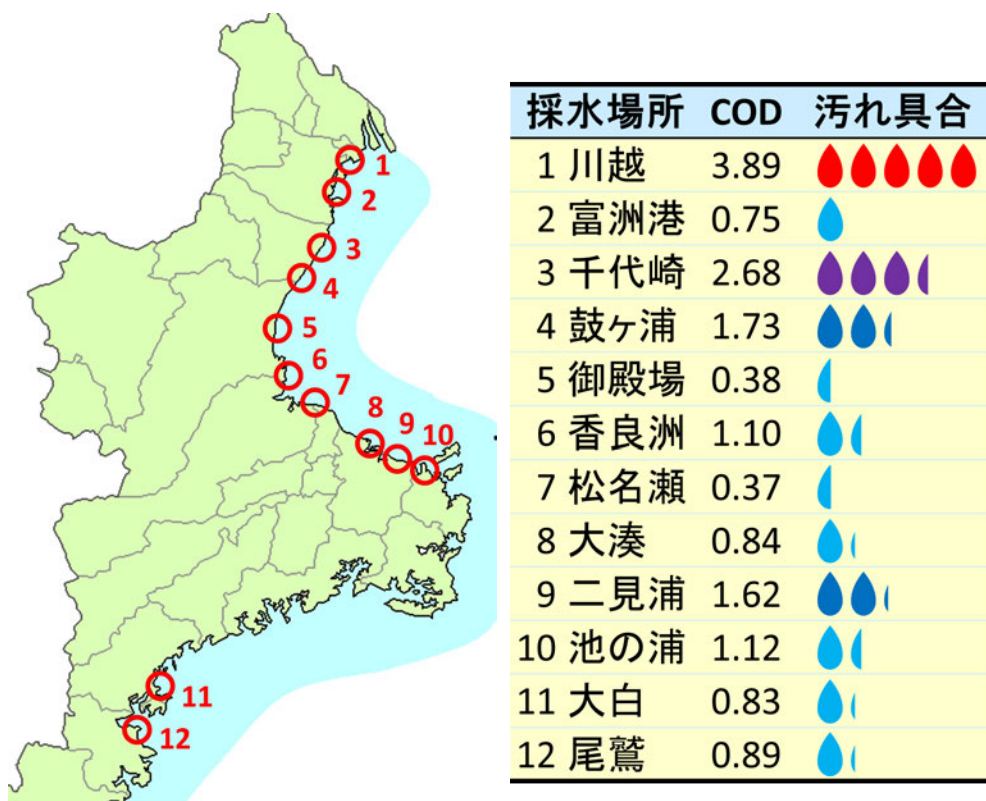 1
2
3
4
5
6
7
8
9
10
11
12
採水場所 COD 汚れ具合
1 川越 3.89
2 富洲港 0.75
3 千代崎 2.68
4 鼓ヶ浦 1.73
5 御殿場 0.38
6 香良洲 1.10
7 松名瀬 0.37
8 大湊 0.84
9 二見浦 1.62
10 池の浦 1.12
11 大白 0.83
12 尾鷲 0.89